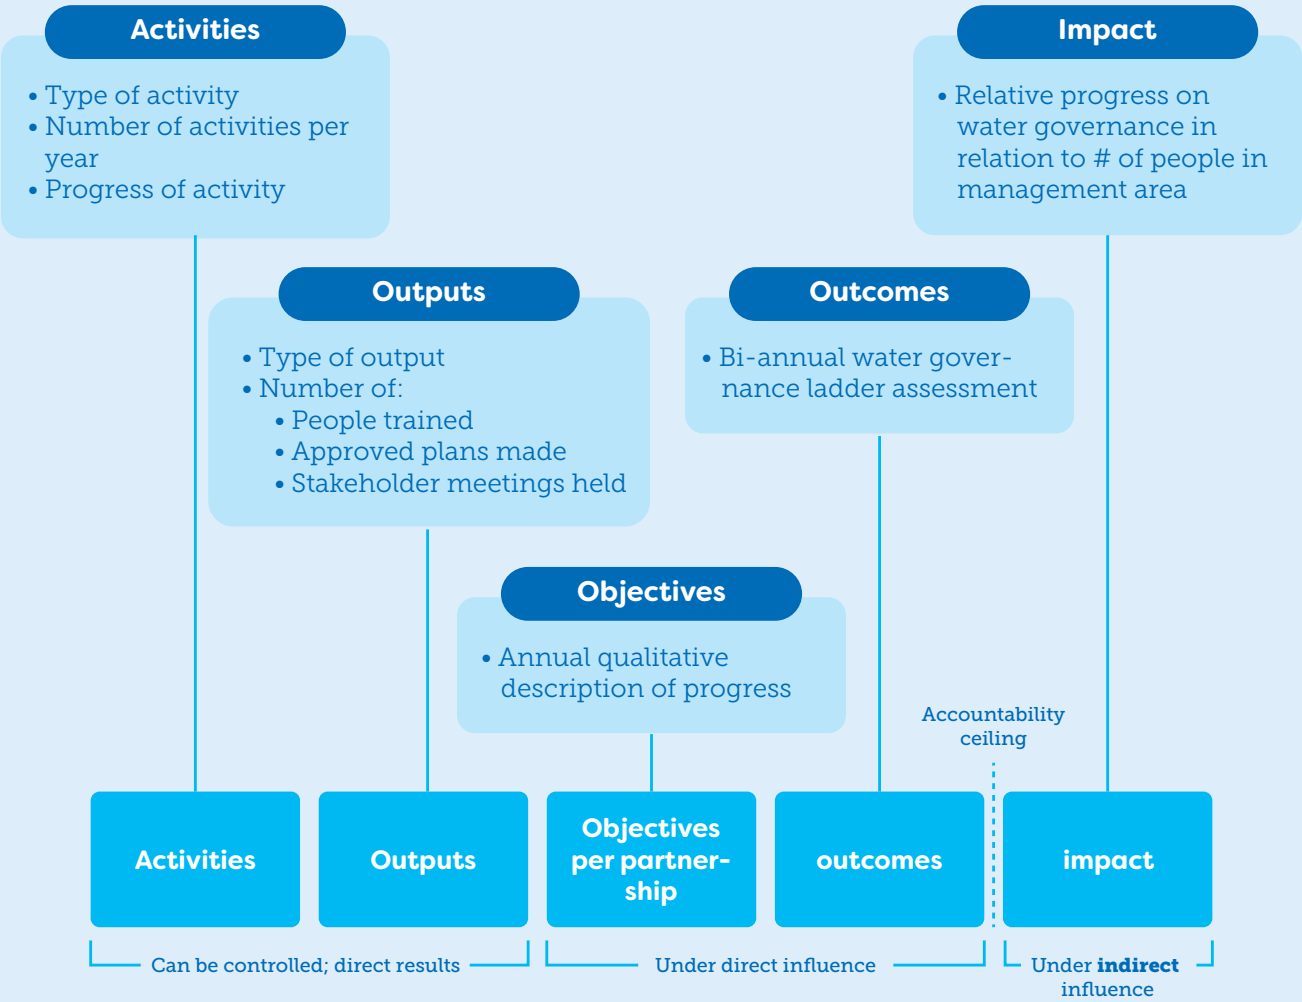 Activities
• Type of activity
• Number of activities per
year
• Progress of activity
Impact
• Relative progress on
water governance in
relation to # of people in
management area
Outputs
• Type of output
• Number of:
• People trained
• Approved plans made
• Stakeholder meetings held
Outcomes
• Bi-annual water gover-
nance ladder assessment
Objectives
• Annual qualitative
description of progress
Accountability
ceiling
Activities
Outputs
Objectives
per partner-
ship
outcomes
impact
Can be controlled; direct results
Under direct influence
Under indirect
influence